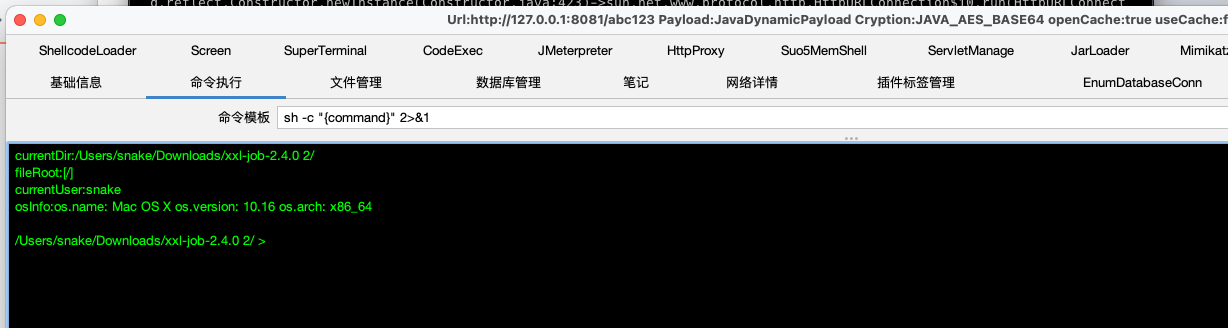 g.reflect.Constructor.newInstance(Constructor.java:423)->sun.net.www.protocol.http.HttpURLConnection$10.run(HttpURLConnect
Url:http://127.0.0.1:8081/abc123 Payload:JavaDynamicPayload Cryption:JAVA_AES_BASE64 openCache:true useCache:f
ShellcodeLoader Screen SuperTerminal CodeExec JMeterpreter HttpProxy Suo5MemShell ServletManage JarLoader Mimikatz
基础信息 命令执行 文件管理 数据库管理 笔记 网络详情 插件标签管理 EnumDatabaseConn
命令模板 sh -c "{command}" 2>&1
currentDir:/Users/snake/Downloads/xxl-job-2.4.0 2/
fileRoot:[/]
currentUser:snake
osInfo:os.name: Mac OS X os.version: 10.16 os.arch: x86_64
/Users/snake/Downloads/xxl-job-2.4.0 2/ >